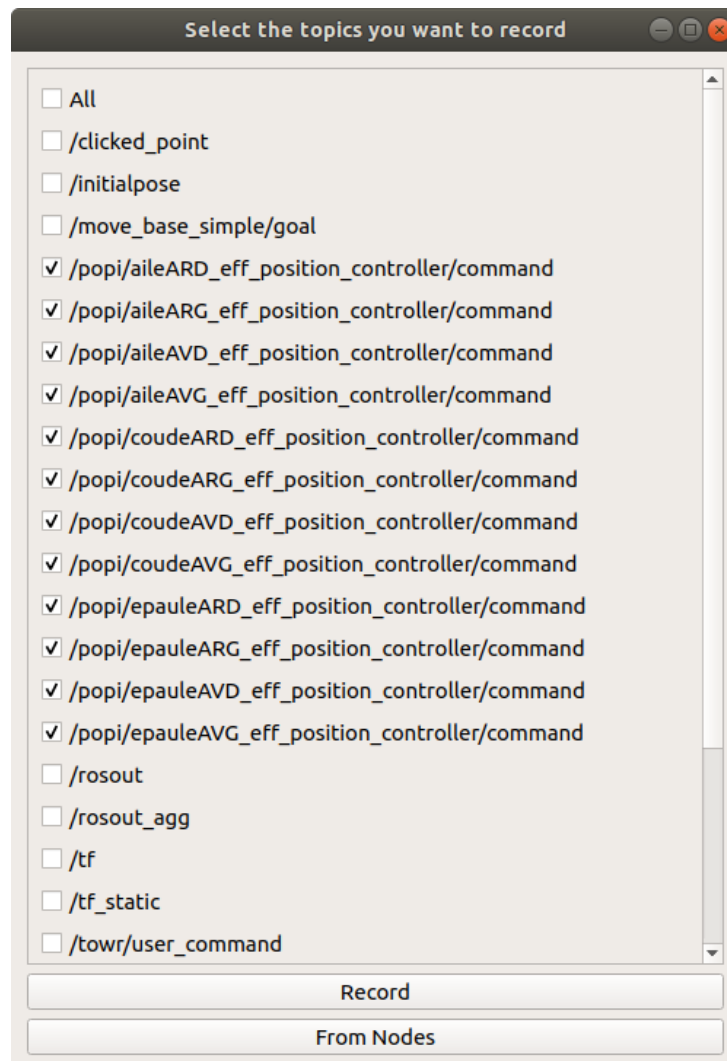 Select the topics you want to record
All
/clicked_point
/initialpose
/move_base_simple/goal
/popi/aileARD_eff_position_controller/command
/popi/aileARG_eff_position_controller/command
/popi/aileAVD_eff_position_controller/command
/popi/aileAVG_eff_position_controller/command
/popi/coudeARD_eff_position_controller/command
/popi/coudeARG_eff_position_controller/command
/popi/coudeAVD_eff_position_controller/command
/popi/coudeAVG_eff_position_controller/command
/popi/epauleARD_eff_position_controller/command
/popi/epauleARG_eff_position_controller/command
/popi/epauleAVD_eff_position_controller/command
/popi/epauleAVG_eff_position_controller/command
/rosout
/rosout_agg
/tf
/tf_static
/towr/user_command
Record
From Nodes